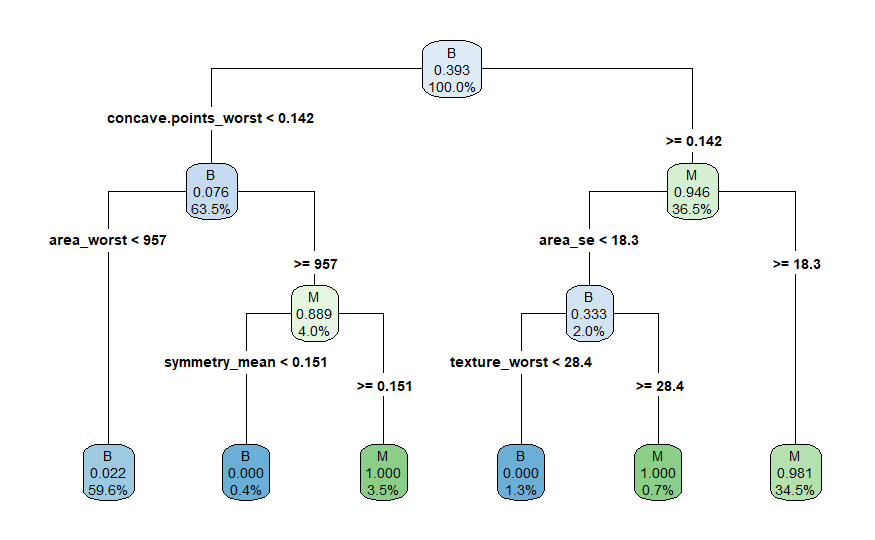 B
0.393
100.0%
concave.points_worst < 0.142
>= 0.142
B
0.076
63.5%
M
0.946
36.5%
area_worst < 957
>= 957
area_se < 18.3
>= 18.3
M
0.889
4.0%
B
0.333
2.0%
symmetry_mean < 0.151
>= 0.151
texture_worst < 28.4
>= 28.4
B
0.022
59.6%
B
0.000
0.4%
M
1.000
3.5%
B
0.000
1.3%
M
1.000
0.7%
M
0.981
34.5%